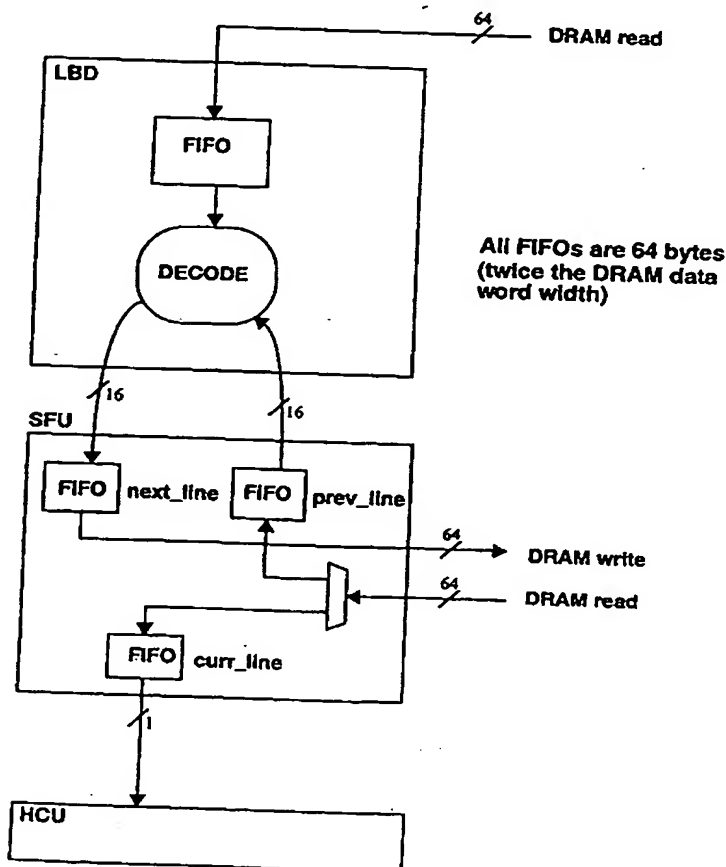 64
DRAM read
LBD
FIFO
DECODE
All FIFOs are 64 bytes
(twice the DRAM data
word width)
16
16
SFU
FIFO
next_line
FIFO
prev_line
64
DRAM write
64
DRAM read
FIFO
curr_line
1
HCU